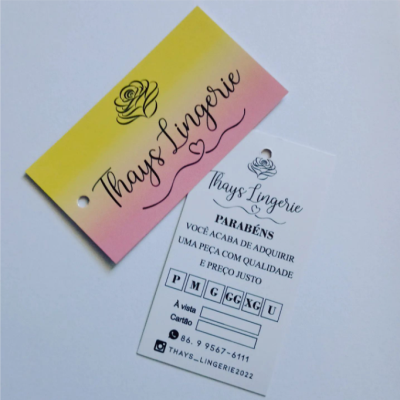 Thays Lingerie
Thays Lingerie
PARABÉNS
VOCÊ ACABA DE ADQUIRIR
UMA PEÇA COM QUALIDADE
E PREÇO JUSTO
P M G GG XG U
À vista
Cartão
86. 9 9567-6111
THAYS_LINGERIE2022